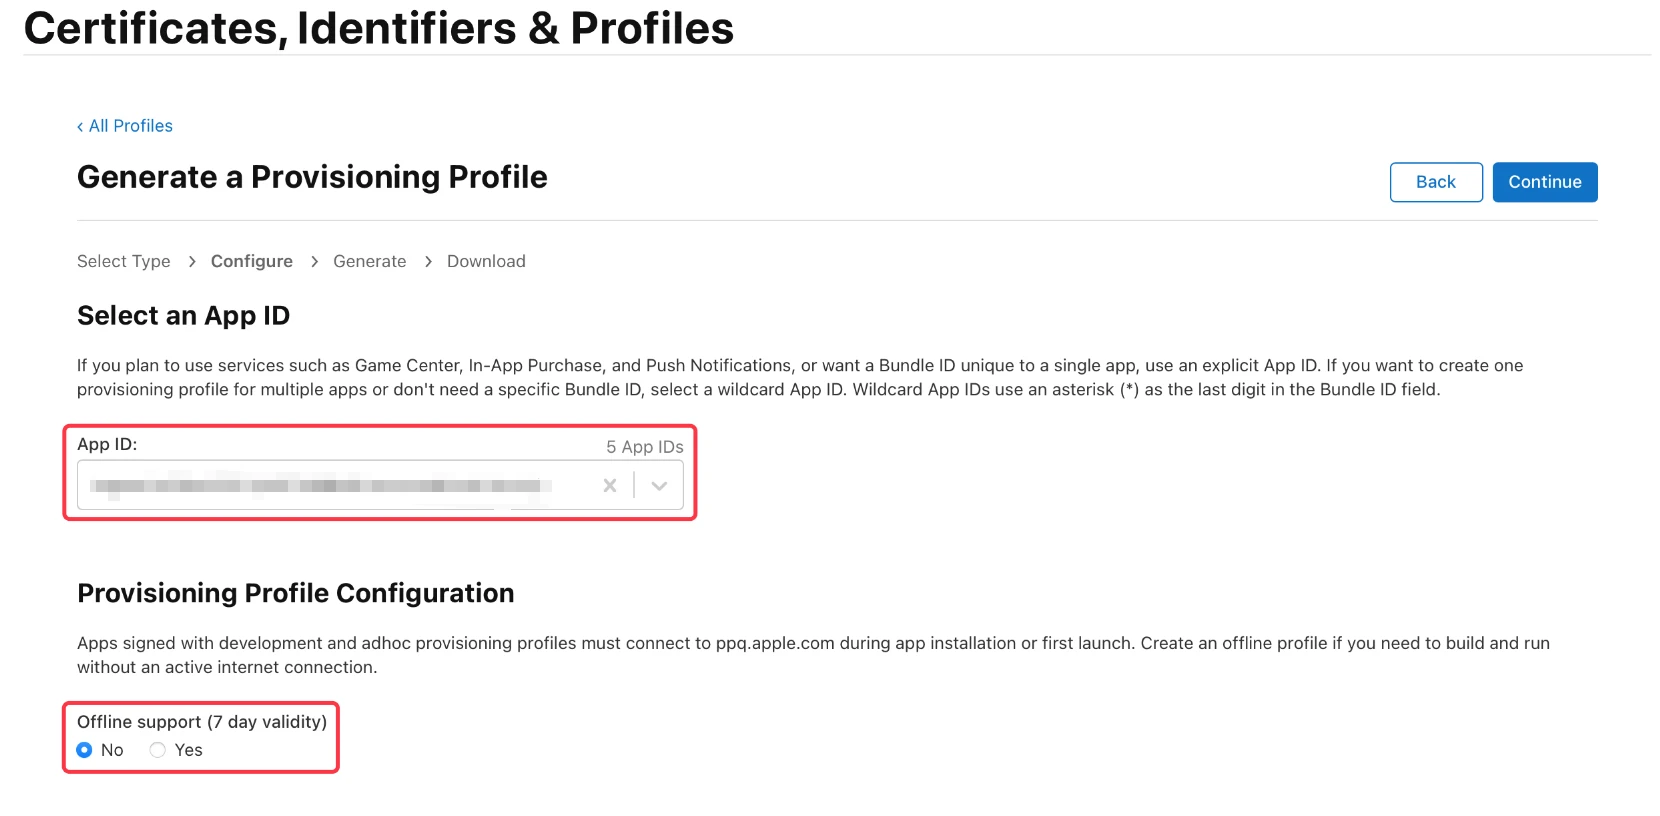 Certificates, Identifiers & Profiles
‹ All Profiles
Generate a Provisioning Profile
Back
Continue
Select Type > Configure > Generate > Download
Select an App ID
If you plan to use services such as Game Center, In-App Purchase, and Push Notifications, or want a Bundle ID unique to a single app, use an explicit App ID. If you want to create one
provisioning profile for multiple apps or don't need a specific Bundle ID, select a wildcard App ID. Wildcard App IDs use an asterisk (*) as the last digit in the Bundle ID field.
App ID:
5 App IDs
Provisioning Profile Configuration
Apps signed with development and adhoc provisioning profiles must connect to ppq.apple.com during app installation or first launch. Create an offline profile if you need to build and run
without an active internet connection.
Offline support (7 day validity)
No
Yes